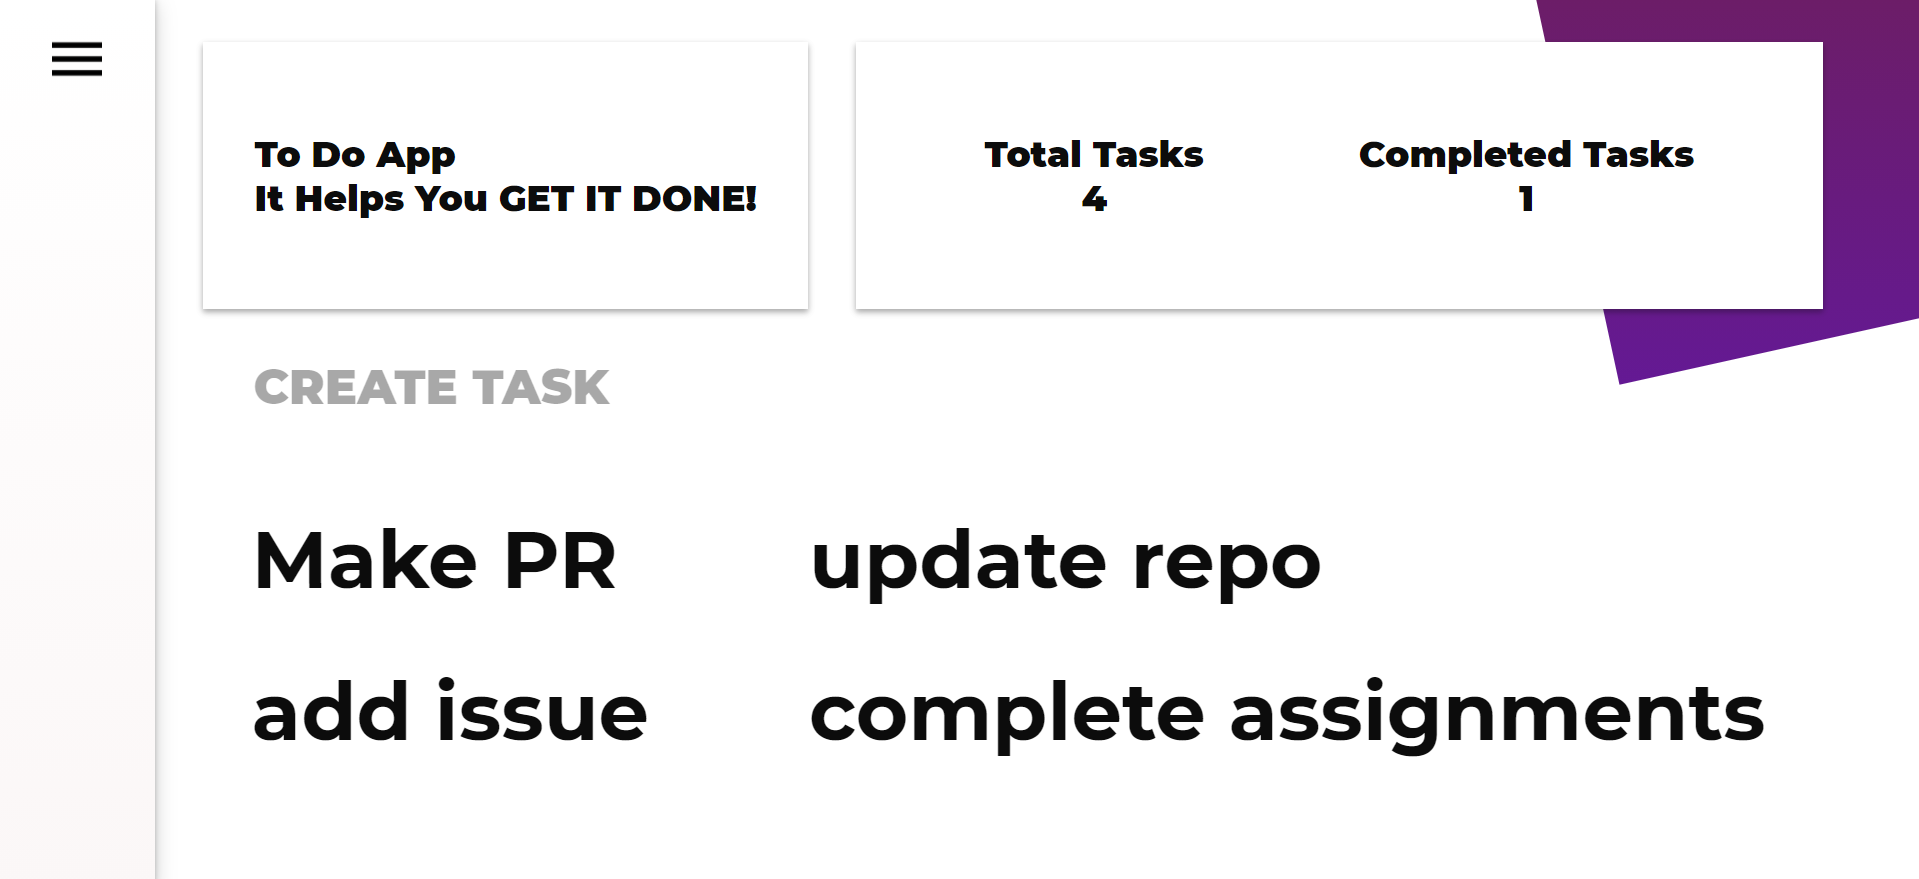 To Do App
It Helps You GET IT DONE!
Total Tasks
4
Completed Tasks
1
CREATE TASK
Make PR
update repo
add issue
complete assignments